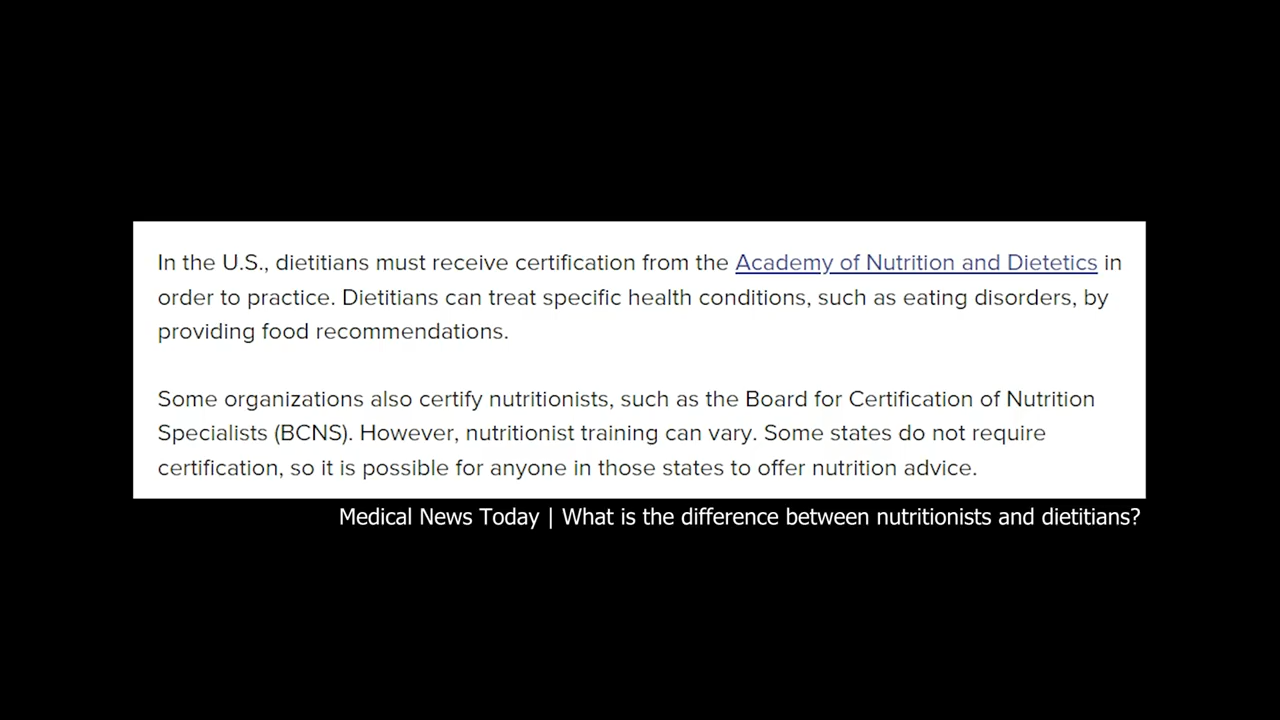 In the U.S., dietitians must receive certification from the Academy of Nutrition and Dietetics in
order to practice. Dietitians can treat specific health conditions, such as eating disorders, by
providing food recommendations.
Some organizations also certify nutritionists, such as the Board for Certification of Nutrition
Specialists (BCNS). However, nutritionist training can vary. Some states do not require
certification, so it is possible for anyone in those states to offer nutrition advice.
Medical News Today | What is the difference between nutritionists and dietitians?